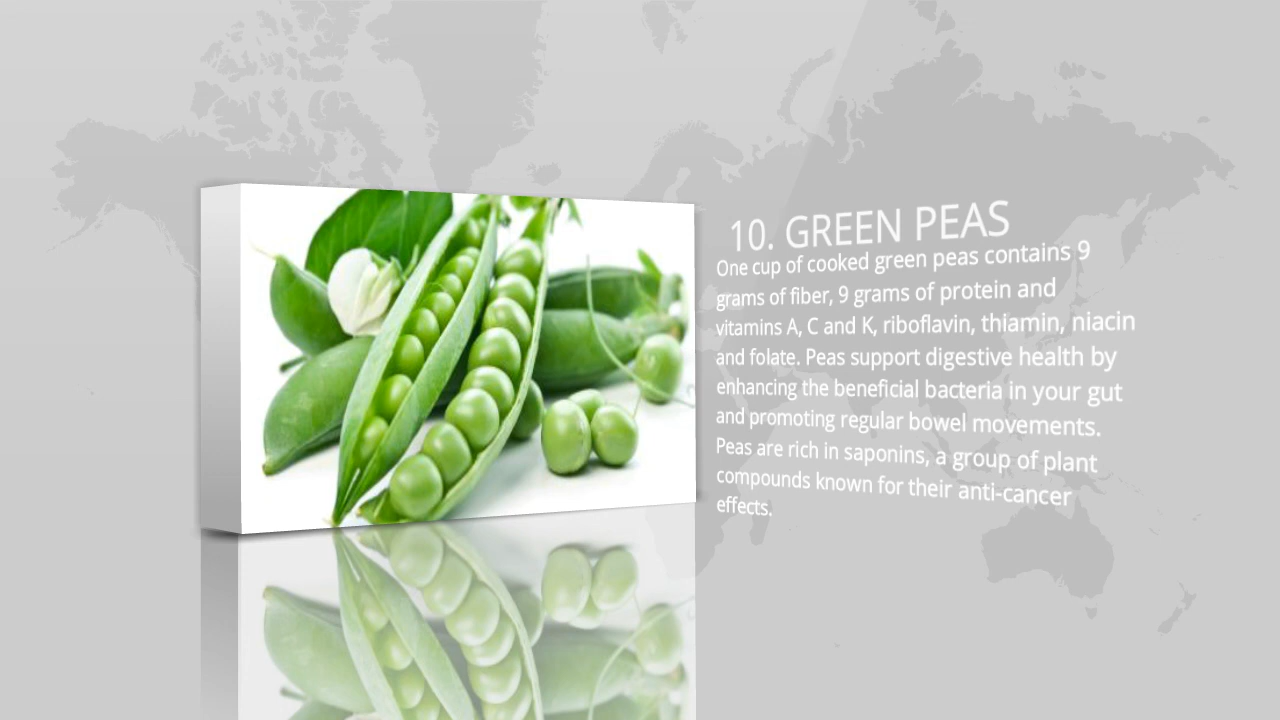 10. GREEN PEAS
One cup of cooked green peas contains 9
grams of fiber, 9 grams of protein and
vitamins A, C and K, riboflavin, thiamin, niacin
and folate. Peas support digestive health by
enhancing the beneficial bacteria in your gut
and promoting regular bowel movements.
Peas are rich in saponins, a group of plant
compounds known for their anti-cancer
effects.